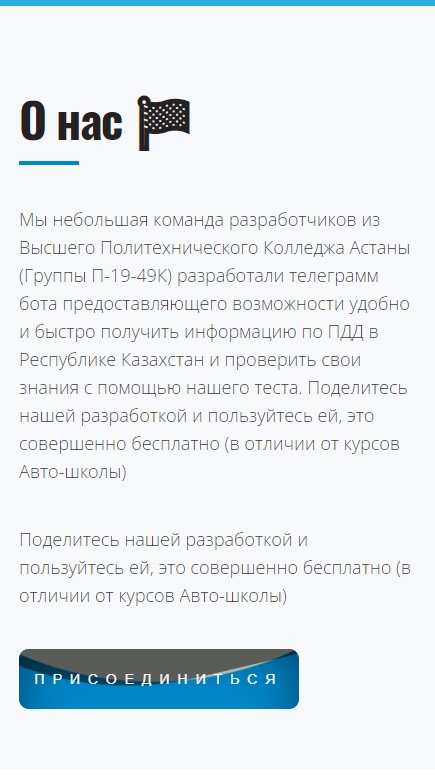 О нас
Мы небольшая команда разработчиков из
Высшего Политехнического Колледжа Астаны
(Группы П-19-49К) разработали телеграмм
бота предоставляющего возможности удобно
и быстро получить информацию по ПДД в
Республике Казахстан и проверить свои
знания с помощью нашего теста. Поделитесь
нашей разработкой и пользуйтесь ей, это
совершенно бесплатно (в отличии от курсов
Авто-школы)
Поделитесь нашей разработкой и
пользуйтесь ей, это совершенно бесплатно (в
отличии от курсов Авто-школы)
ПРИСОЕДИНИТЬСЯ